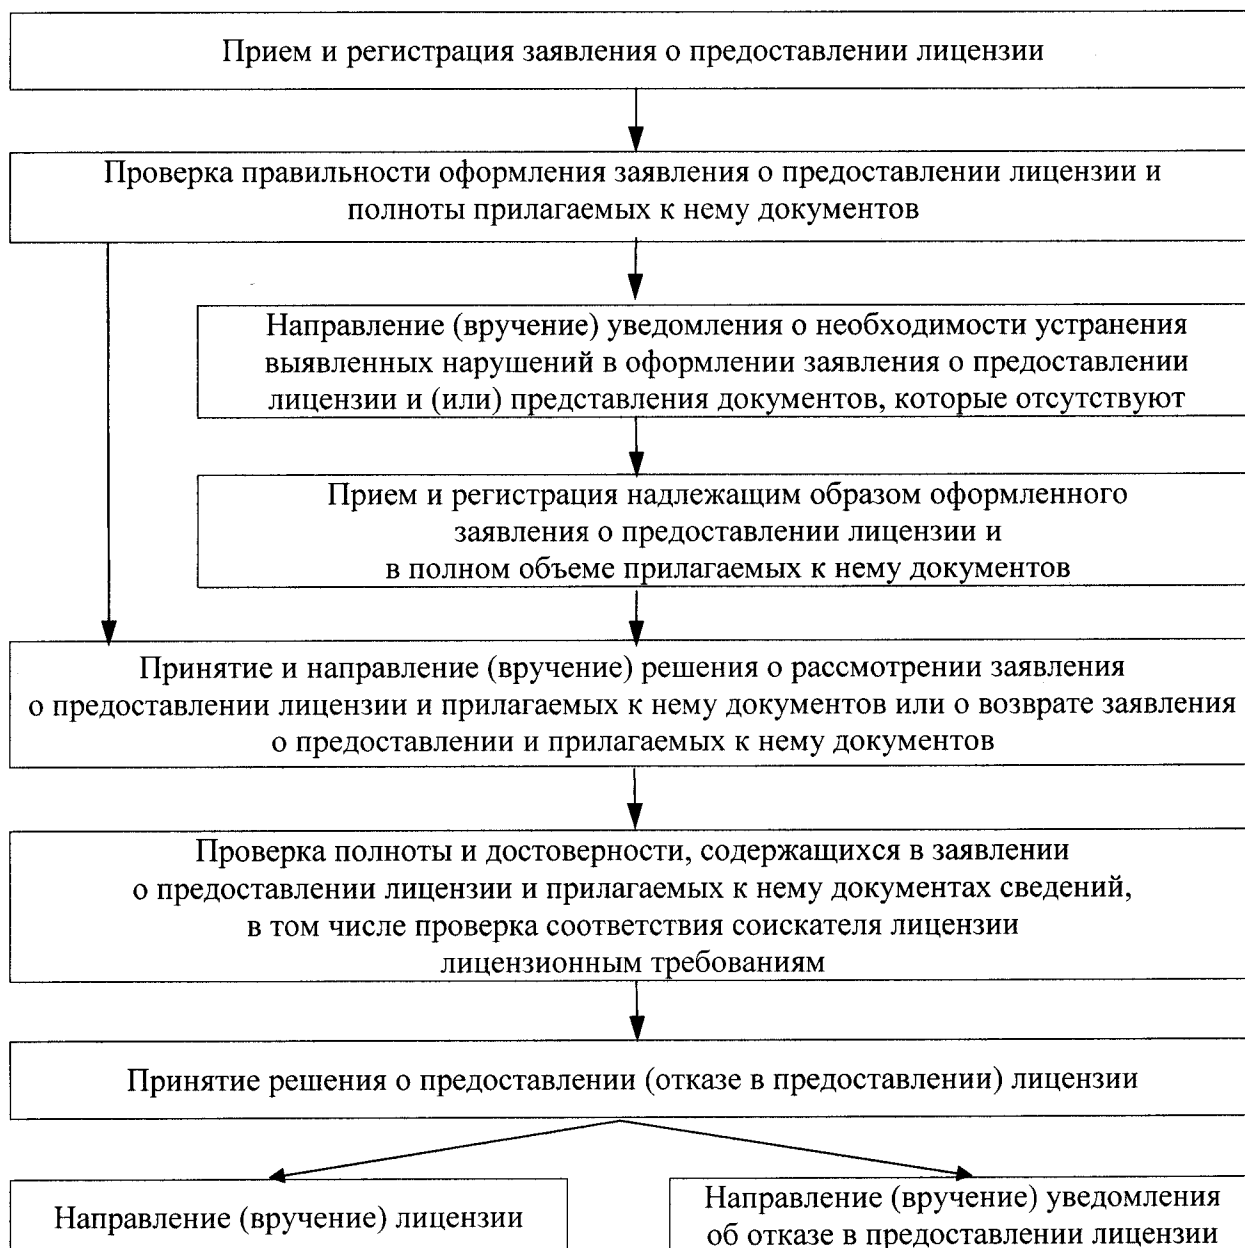 Прием и регистрация заявления о предоставлении лицензии
Проверка правильности оформления заявления о предоставлении лицензии и
полноты прилагаемых к нему документов
Направление (вручение) уведомления о необходимости устранения
выявленных нарушений в оформлении заявления о предоставлении
лицензии и (или) представления документов, которые отсутствуют
Прием и регистрация надлежащим образом оформленного
заявления о предоставлении лицензии и
в полном объеме прилагаемых к нему документов
Принятие и направление (вручение) решения о рассмотрении заявления
о предоставлении лицензии и прилагаемых к нему документов или о возврате заявления
о предоставлении и прилагаемых к нему документов
Проверка полноты и достоверности, содержащихся в заявлении
о предоставлении лицензии и прилагаемых к нему документах сведений,
в том числе проверка соответствия соискателя лицензии
лицензионным требованиям
Принятие решения о предоставлении (отказе в предоставлении) лицензии
Направление (вручение) лицензии
Направление (вручение) уведомления
об отказе в предоставлении лицензии